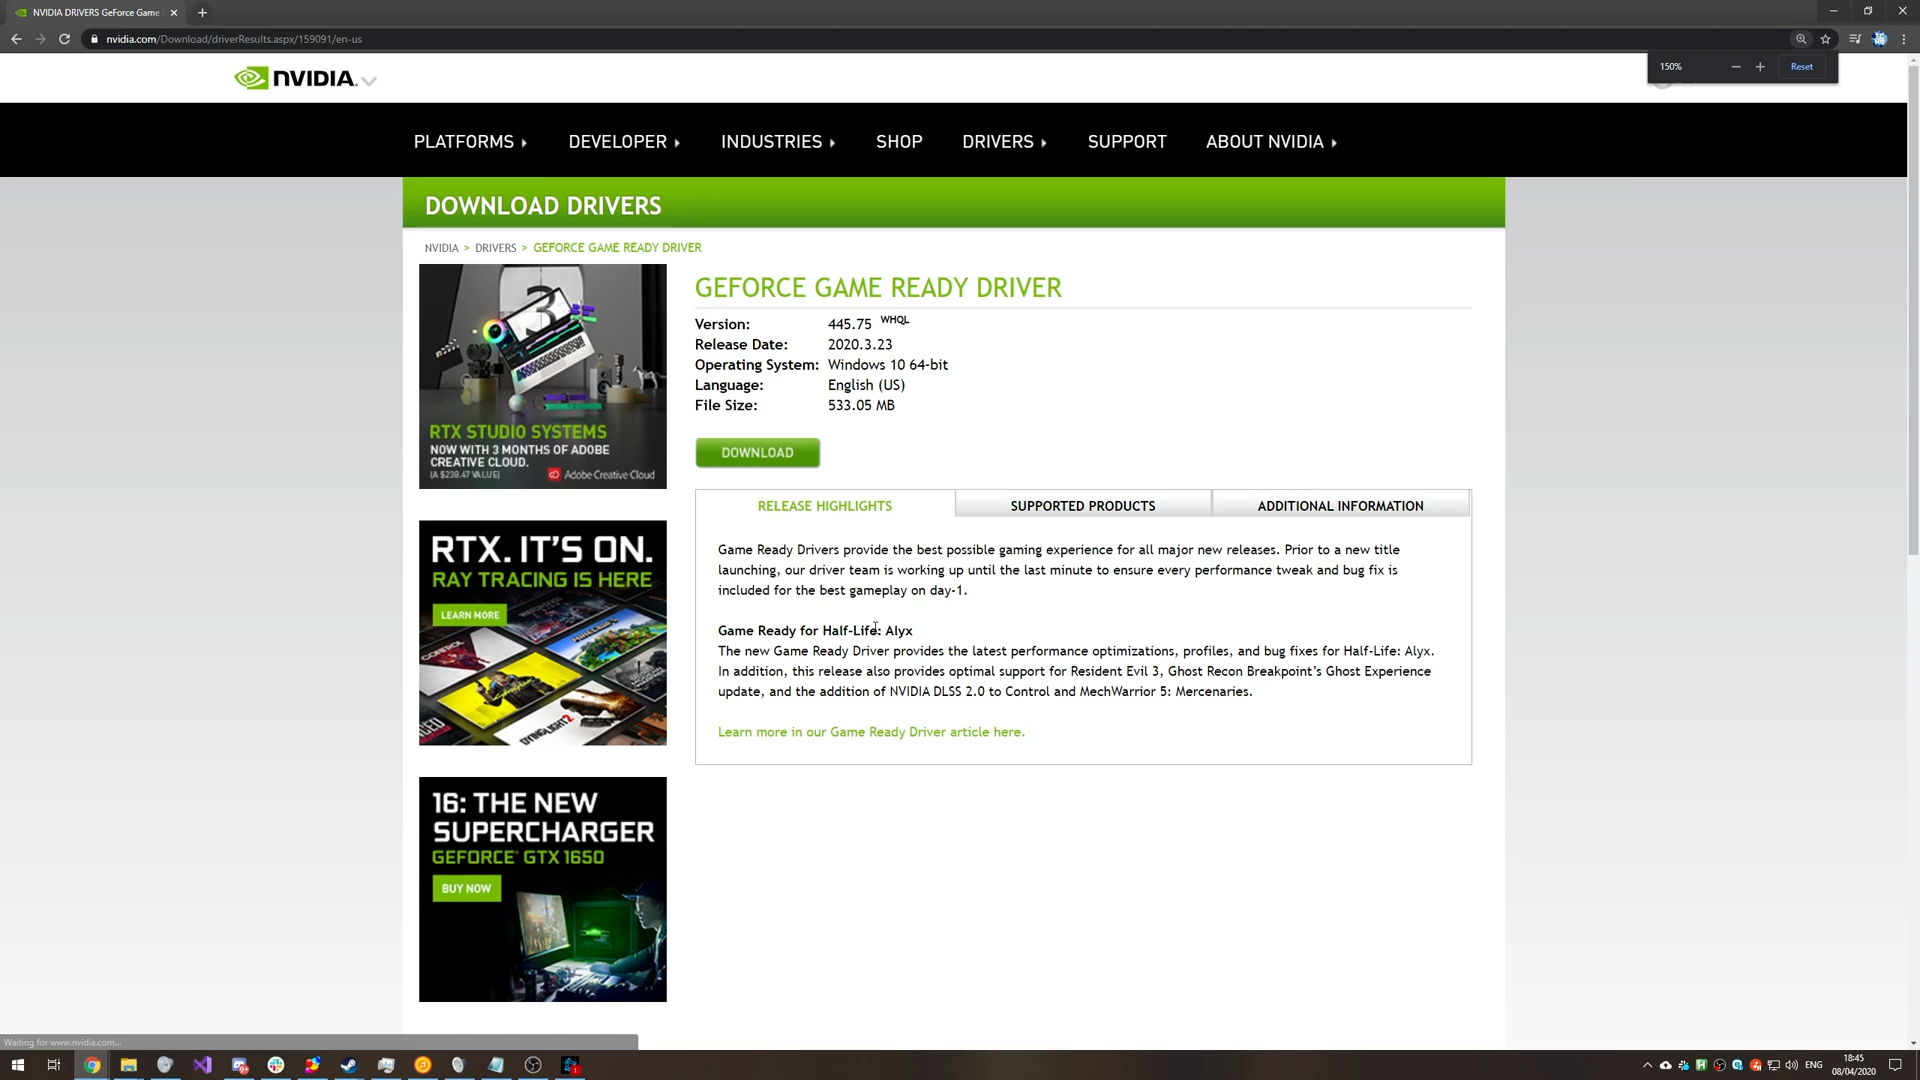 NVIDIA DRIVERS GeForce Game
nvidia.com/Download/driverResults.aspx/159091/en-us
150%
Reset
NVIDIA.
PLATFORMS
DEVELOPER
INDUSTRIES
SHOP
DRIVERS
SUPPORT
ABOUT NVIDIA
DOWNLOAD DRIVERS
NVIDIA > DRIVERS > GEFORCE GAME READY DRIVER
3
RTX STUDIO SYSTEMS
NOW WITH 3 MONTHS OF ADOBE
CREATIVE CLOUD.
(A $238.47 VALUE)
Adobe Creative Cloud
GEFORCE GAME READY DRIVER
Version: 445.75 WHQL
Release Date: 2020.3.23
Operating System: Windows 10 64-bit
Language: English (US)
File Size: 533.05 MB
DOWNLOAD
RELEASE HIGHLIGHTS
SUPPORTED PRODUCTS
ADDITIONAL INFORMATION
Game Ready Drivers provide the best possible gaming experience for all major new releases. Prior to a new title
launching, our driver team is working up until the last minute to ensure every performance tweak and bug fix is
included for the best gameplay on day-1.
Game Ready for Half-Life: Alyx
The new Game Ready Driver provides the latest performance optimizations, profiles, and bug fixes for Half-Life: Alyx.
In addition, this release also provides optimal support for Resident Evil 3, Ghost Recon Breakpoint's Ghost Experience
update, and the addition of NVIDIA DLSS 2.0 to Control and MechWarrior 5: Mercenaries.
Learn more in our Game Ready Driver article here.
RTX. IT'S ON.
RAY TRACING IS HERE
LEARN MORE
CONTROL
DYING LIGHT 2
16: THE NEW
SUPERCHARGER
GEFORCE® GTX 1650
BUY NOW
Waiting for www.nvidia.com...
ENG
18:45
08/04/2020